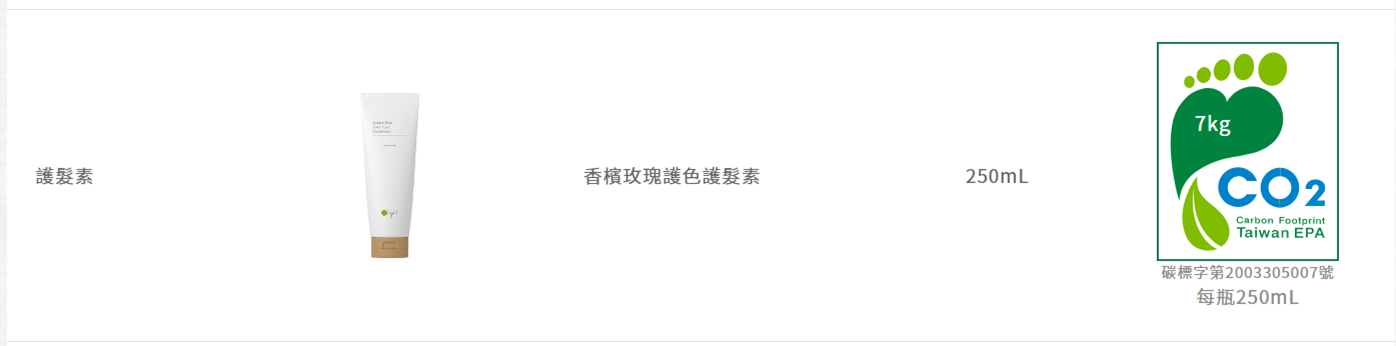 護髮素
香檳玫瑰護色護髮素
250mL
7kg
CO2
Carbon Footprint
Taiwan EPA
碳標字第2003305007號
每瓶250mL